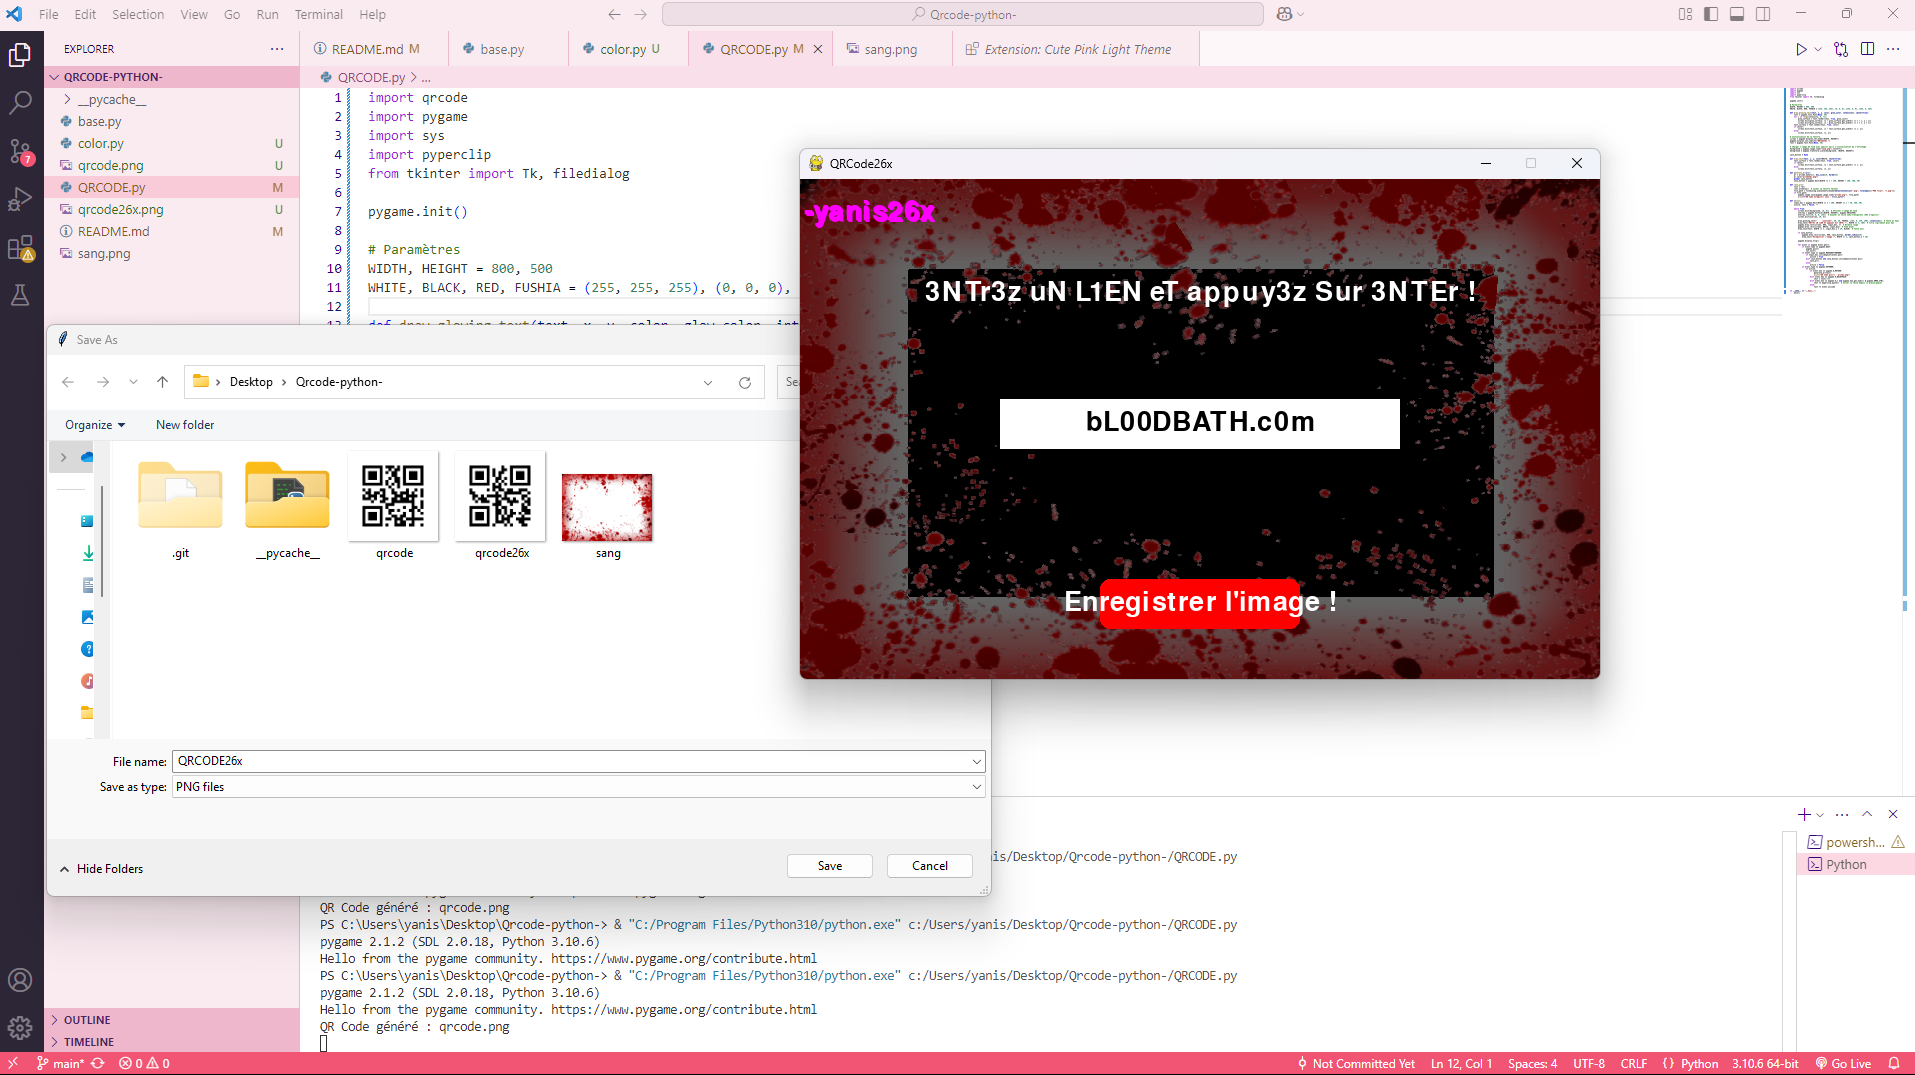 File Edit Selection View Go Run Terminal Help
Qrcode-python-
EXPLORER
QRCODE-PYTHON-
__pycache__
base.py
color.py U
qrcode.png U
QRCODE.py M
qrcode26x.png U
README.md M
sang.png
README.md M
base.py
color.py U
QRCODE.py M
sang.png
Extension: Cute Pink Light Theme
QRCODE.py > ...
1 import qrcode
2 import pygame
3 import sys
4 import pyperclip
5 from tkinter import Tk, filedialog
6
7 pygame.init()
8
9 # Paramètres
10 WIDTH, HEIGHT = 800, 500
11 WHITE, BLACK, RED, FUSHIA = (255, 255, 255), (0, 0, 0),
12
7
QRCode26x
-yanis26x
3NTr3z uN L1EN eT appuy3z Sur 3NTEr !
bL00DBATH.c0m
Enregistrer l'image !
Save As
Desktop > Qrcode-python-
Sea
Organize
New folder
.git
__pycache__
qrcode
qrcode26x
sang
File name: QRCODE26x
Save as type: PNG files
Hide Folders
Save
Cancel
nis/Desktop/Qrcode-python-/QRCODE.py
QR Code généré : qrcode.png
PS C:\Users\yanis\Desktop\Qrcode-python-> & "C:/Program Files/Python310/python.exe" c:/Users/yanis/Desktop/Qrcode-python-/QRCODE.py
pygame 2.1.2 (SDL 2.0.18, Python 3.10.6)
Hello from the pygame community. https://www.pygame.org/contribute.html
PS C:\Users\yanis\Desktop\Qrcode-python-> & "C:/Program Files/Python310/python.exe" c:/Users/yanis/Desktop/Qrcode-python-/QRCODE.py
pygame 2.1.2 (SDL 2.0.18, Python 3.10.6)
Hello from the pygame community. https://www.pygame.org/contribute.html
QR Code généré : qrcode.png
powersh...
Python
OUTLINE
TIMELINE
main* 0 0
Not Committed Yet Ln 12, Col 1 Spaces: 4 UTF-8 CRLF {} Python 3.10.6 64-bit Go Live